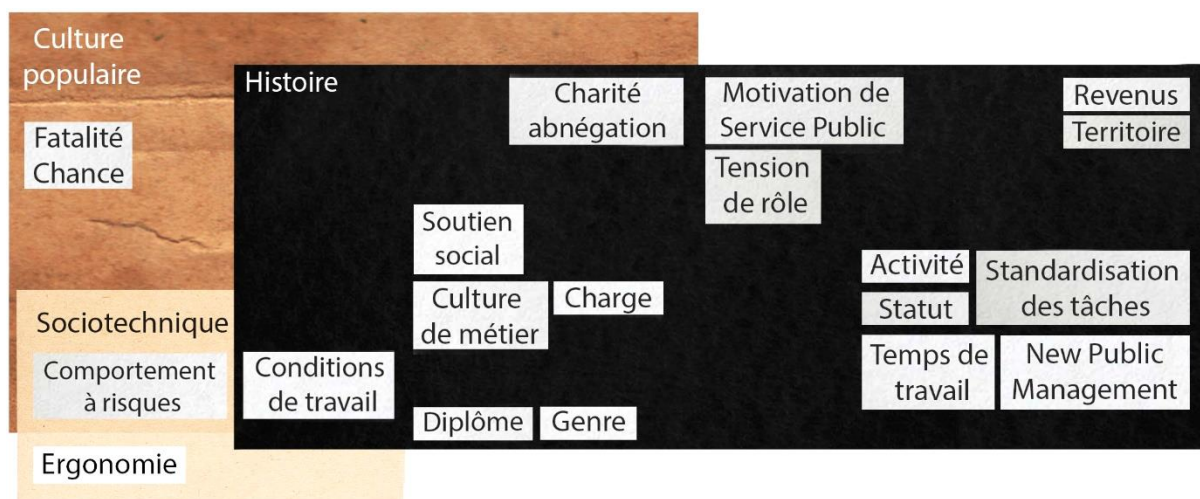 Culture
populaire
Fatalité
Chance
Histoire
Charité
abnégation
Motivation de
Service Public
Revenus
Territoire
Tension
de rôle
Soutien
social
Culture
de métier
Charge
Activité
Statut
Standardisation
des tâches
Temps de
travail
New Public
Management
Sociotechnique
Comportement
à risques
Conditions
de travail
Diplôme
Genre
Ergonomie